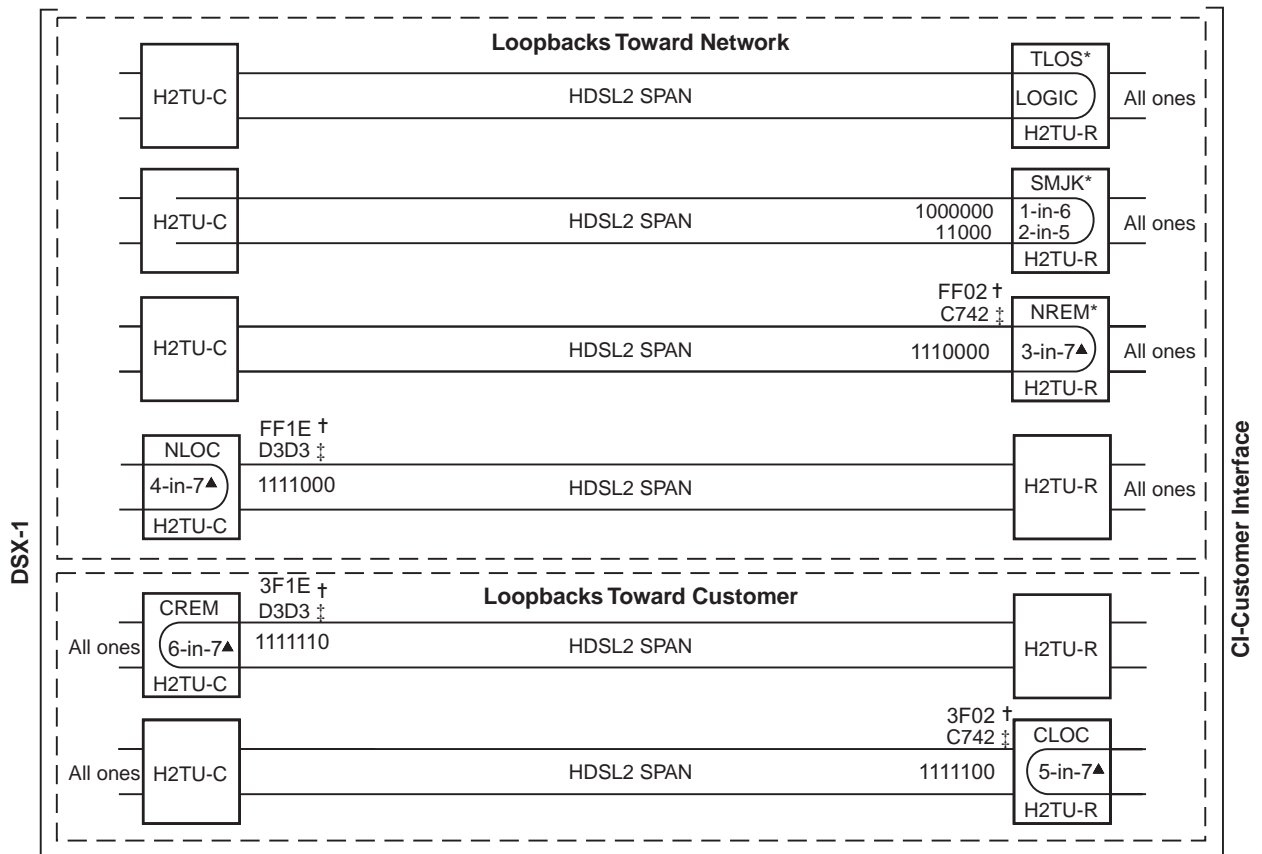 Loopbacks Toward Network
TLOS*
H2TU-C
HDSL2 SPAN
LOGIC
All ones
H2TU-R
SMJK*
H2TU-C
HDSL2 SPAN
1000000
1-in-6
All ones
11000
2-in-5
H2TU-R
FF02 †
C742 ‡
NREM*
H2TU-C
HDSL2 SPAN
1110000
3-in-7▲
All ones
H2TU-R
FF1E †
NLOC
D3D3 ‡
4-in-7▲
1111000
HDSL2 SPAN
H2TU-R
All ones
H2TU-C
DSX-1
CI-Customer Interface
Loopbacks Toward Customer
3F1E †
CREM
D3D3 ‡
All ones
6-in-7▲
1111110
HDSL2 SPAN
H2TU-R
H2TU-C
3F02 †
C742 ‡
CLOC
All ones
H2TU-C
HDSL2 SPAN
1111100
5-in-7▲
H2TU-R